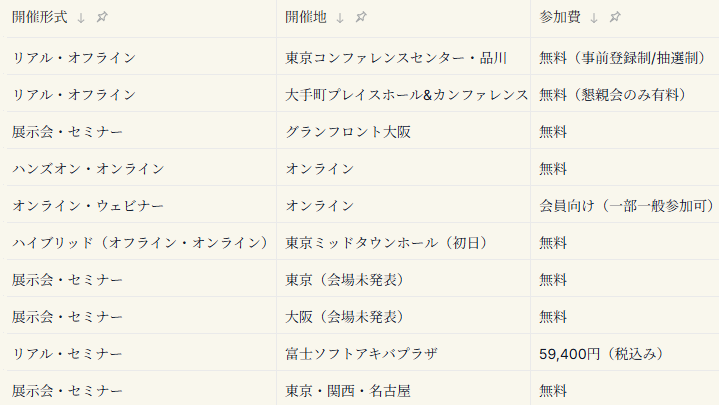 開催形式 ↓ 開催地 ↓ 参加費 ↓
リアル・オフライン 東京コンファレンスセンター・品川 無料（事前登録制/抽選制）
リアル・オフライン 大手町プレイスホール&カンファレンス 無料（懇親会のみ有料）
展示会・セミナー グランフロント大阪 無料
ハンズオン・オンライン オンライン 無料
オンライン・ウェビナー オンライン 会員向け（一部一般参加可）
ハイブリッド（オフライン・オンライン） 東京ミッドタウンホール（初日） 無料
展示会・セミナー 東京（会場未発表） 無料
展示会・セミナー 大阪（会場未発表） 無料
リアル・セミナー 富士ソフトアキバプラザ 59,400円（税込み）
展示会・セミナー 東京・関西・名古屋 無料